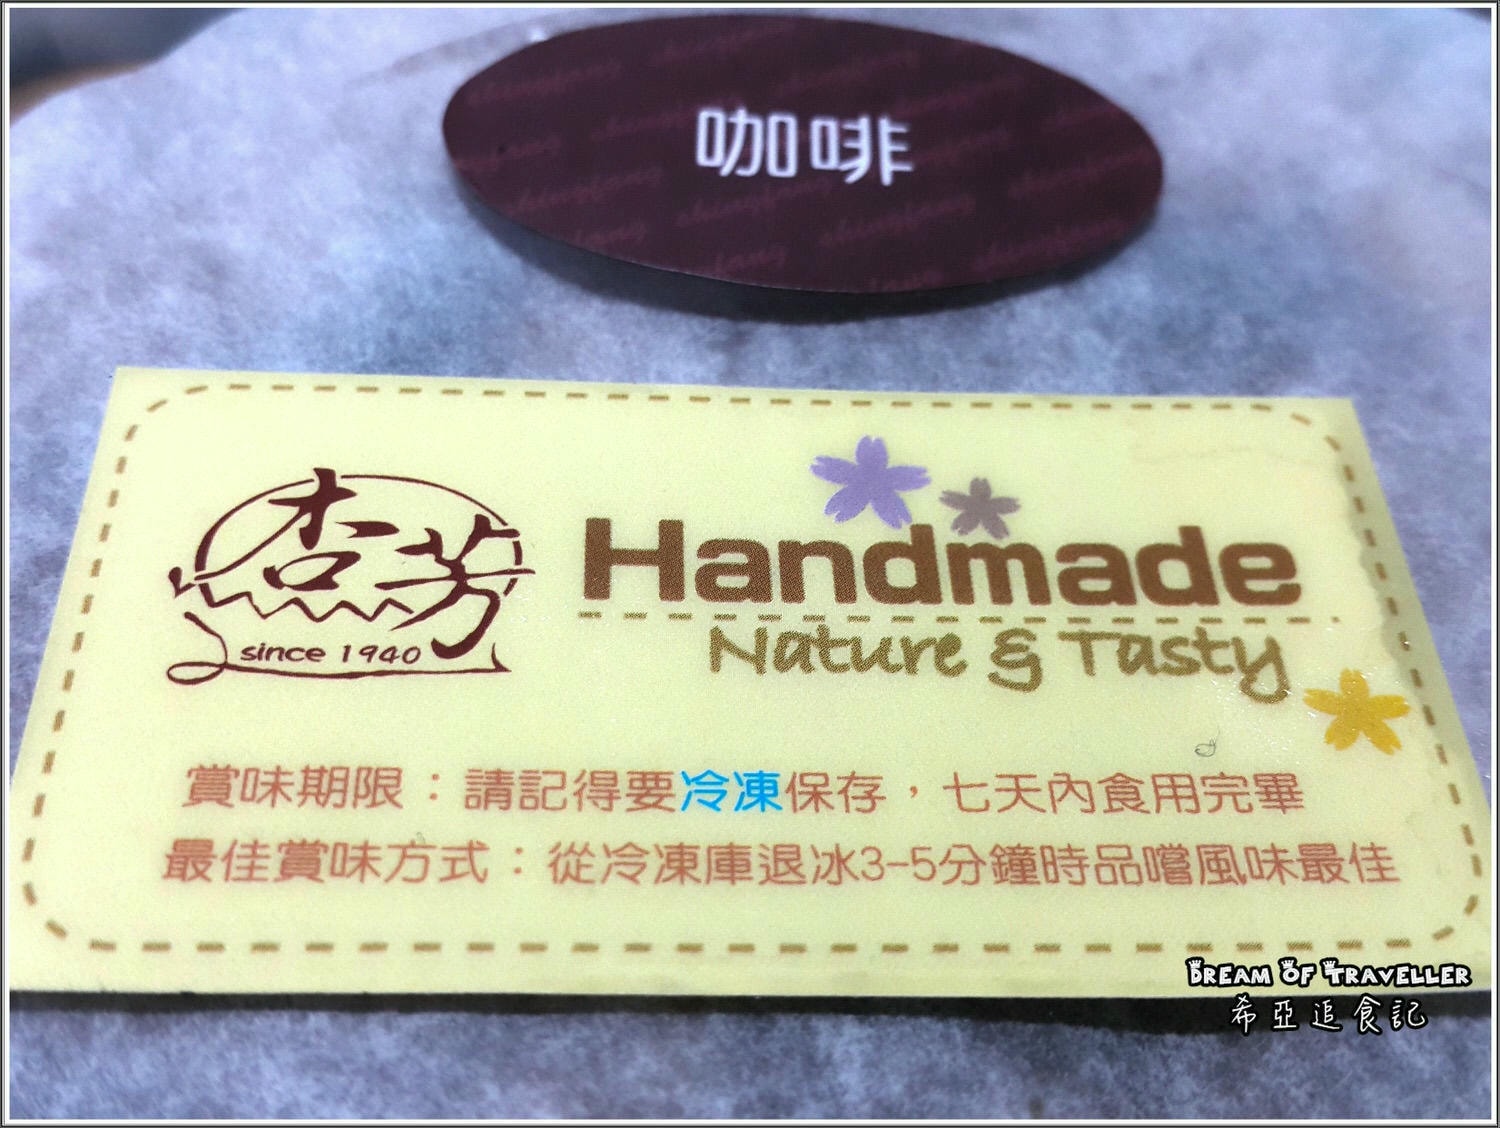 咖啡
杏芳
since 1940
Handmade
Nature & Tasty
賞味期限：請記得要冷凍保存，七天內食用完畢
最佳賞味方式：從冷凍庫退冰3-5分鐘時品嚐風味最佳
DREAM OF TRAVELLER
希亞追食記